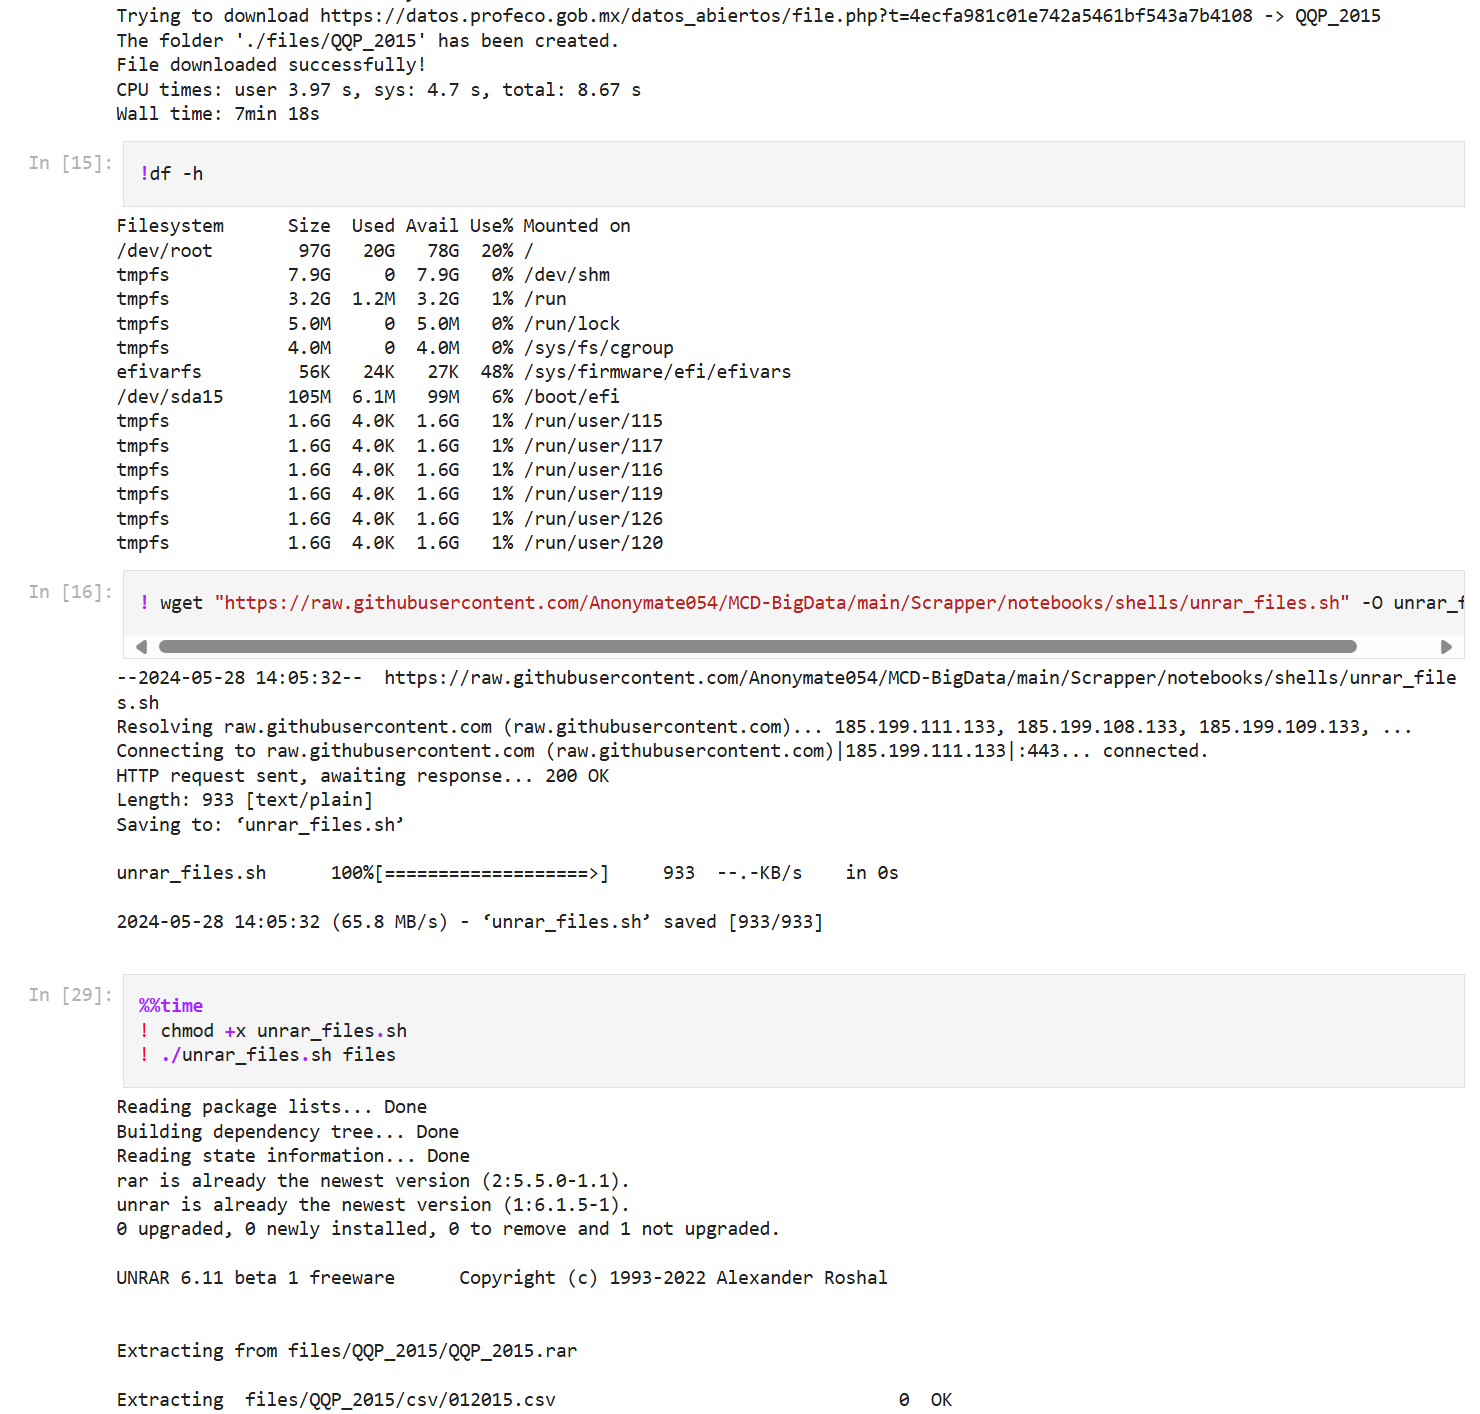 Trying to download https://datos.profeco.gob.mx/datos_abiertos/file.php?t=4ecfa981c01e742a5461bf543a7b4108 -> QQP_2015
The folder './files/QQP_2015' has been created.
File downloaded successfully!
CPU times: user 3.97 s, sys: 4.7 s, total: 8.67 s
Wall time: 7min 18s
In [15]: !df -h
Filesystem      Size  Used Avail Use% Mounted on
/dev/root        97G   20G   78G  20% /
tmpfs           7.9G     0  7.9G   0% /dev/shm
tmpfs           3.2G  1.2M  3.2G   1% /run
tmpfs           5.0M     0  5.0M   0% /run/lock
tmpfs           4.0M     0  4.0M   0% /sys/fs/cgroup
efivarfs         56K   24K   27K  48% /sys/firmware/efi/efivars
/dev/sda15      105M  6.1M   99M   6% /boot/efi
tmpfs           1.6G  4.0K  1.6G   1% /run/user/115
tmpfs           1.6G  4.0K  1.6G   1% /run/user/117
tmpfs           1.6G  4.0K  1.6G   1% /run/user/116
tmpfs           1.6G  4.0K  1.6G   1% /run/user/119
tmpfs           1.6G  4.0K  1.6G   1% /run/user/126
tmpfs           1.6G  4.0K  1.6G   1% /run/user/120
In [16]: ! wget "https://raw.githubusercontent.com/Anonymate054/MCD-BigData/main/Scrapper/notebooks/shells/unrar_files.sh" -O unrar_f
--2024-05-28 14:05:32--  https://raw.githubusercontent.com/Anonymate054/MCD-BigData/main/Scrapper/notebooks/shells/unrar_file
s.sh
Resolving raw.githubusercontent.com (raw.githubusercontent.com)... 185.199.111.133, 185.199.108.133, 185.199.109.133, ...
Connecting to raw.githubusercontent.com (raw.githubusercontent.com)|185.199.111.133|:443... connected.
HTTP request sent, awaiting response... 200 OK
Length: 933 [text/plain]
Saving to: ‘unrar_files.sh’
unrar_files.sh      100%[===================>]     933  --.-KB/s    in 0s
2024-05-28 14:05:32 (65.8 MB/s) - ‘unrar_files.sh’ saved [933/933]
In [29]: %%time
! chmod +x unrar_files.sh
! ./unrar_files.sh files
Reading package lists... Done
Building dependency tree... Done
Reading state information... Done
rar is already the newest version (2:5.5.0-1.1).
unrar is already the newest version (1:6.1.5-1).
0 upgraded, 0 newly installed, 0 to remove and 1 not upgraded.
UNRAR 6.11 beta 1 freeware      Copyright (c) 1993-2022 Alexander Roshal
Extracting from files/QQP_2015/QQP_2015.rar
Extracting  files/QQP_2015/csv/012015.csv                                0  OK